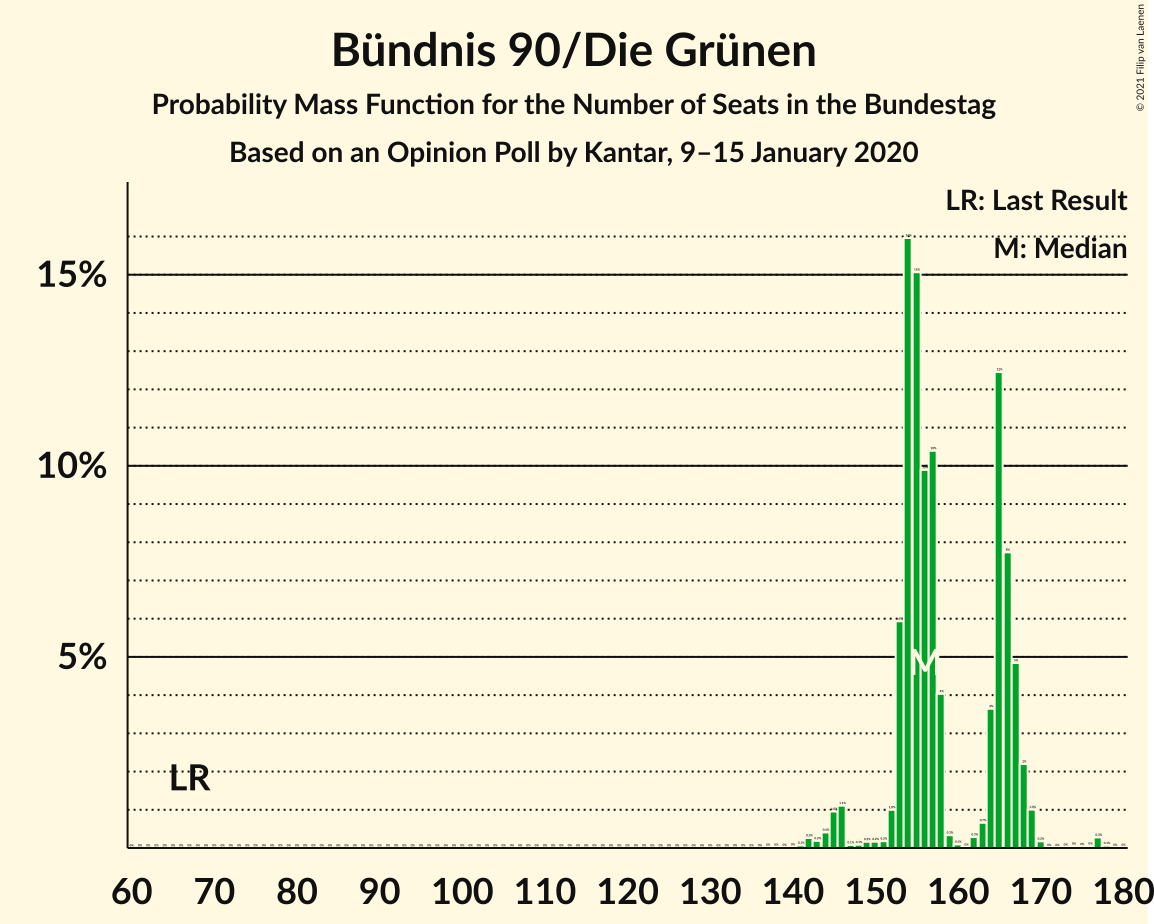 Bündnis 90/Die Grünen
Probability Mass Function for the Number of Seats in the Bundestag
Based on an Opinion Poll by Kantar, 9–15 January 2020
© 2021 Filip van Laenen
LR: Last Result
M: Median
15%
10%
5%
M
LR
60 70 80 90 100 110 120 130 140 150 160 170 180